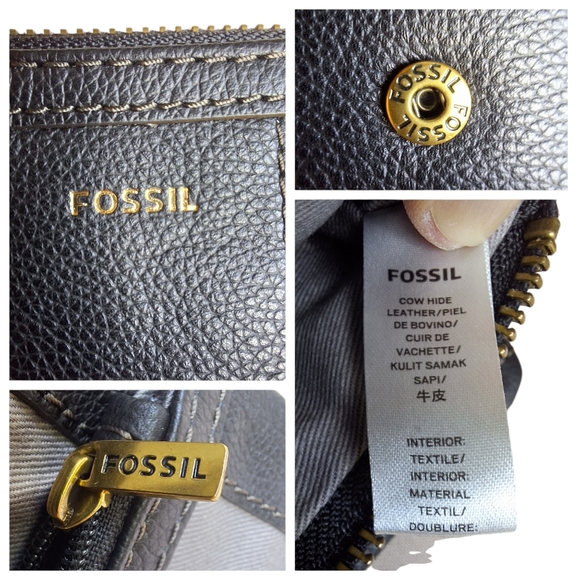 FOSSIL
FOSSIL FOSSIL
FOSSIL
COW HIDE
LEATHER/PIEL
DE BOVINO/
CUIR DE
VACHETTE/
KULIT SAMAK
SAPI/
牛皮
INTERIOR:
TEXTILE/
INTERIOR:
MATERIAL
TEXTIL/
DOUBLURE:
FOSSIL